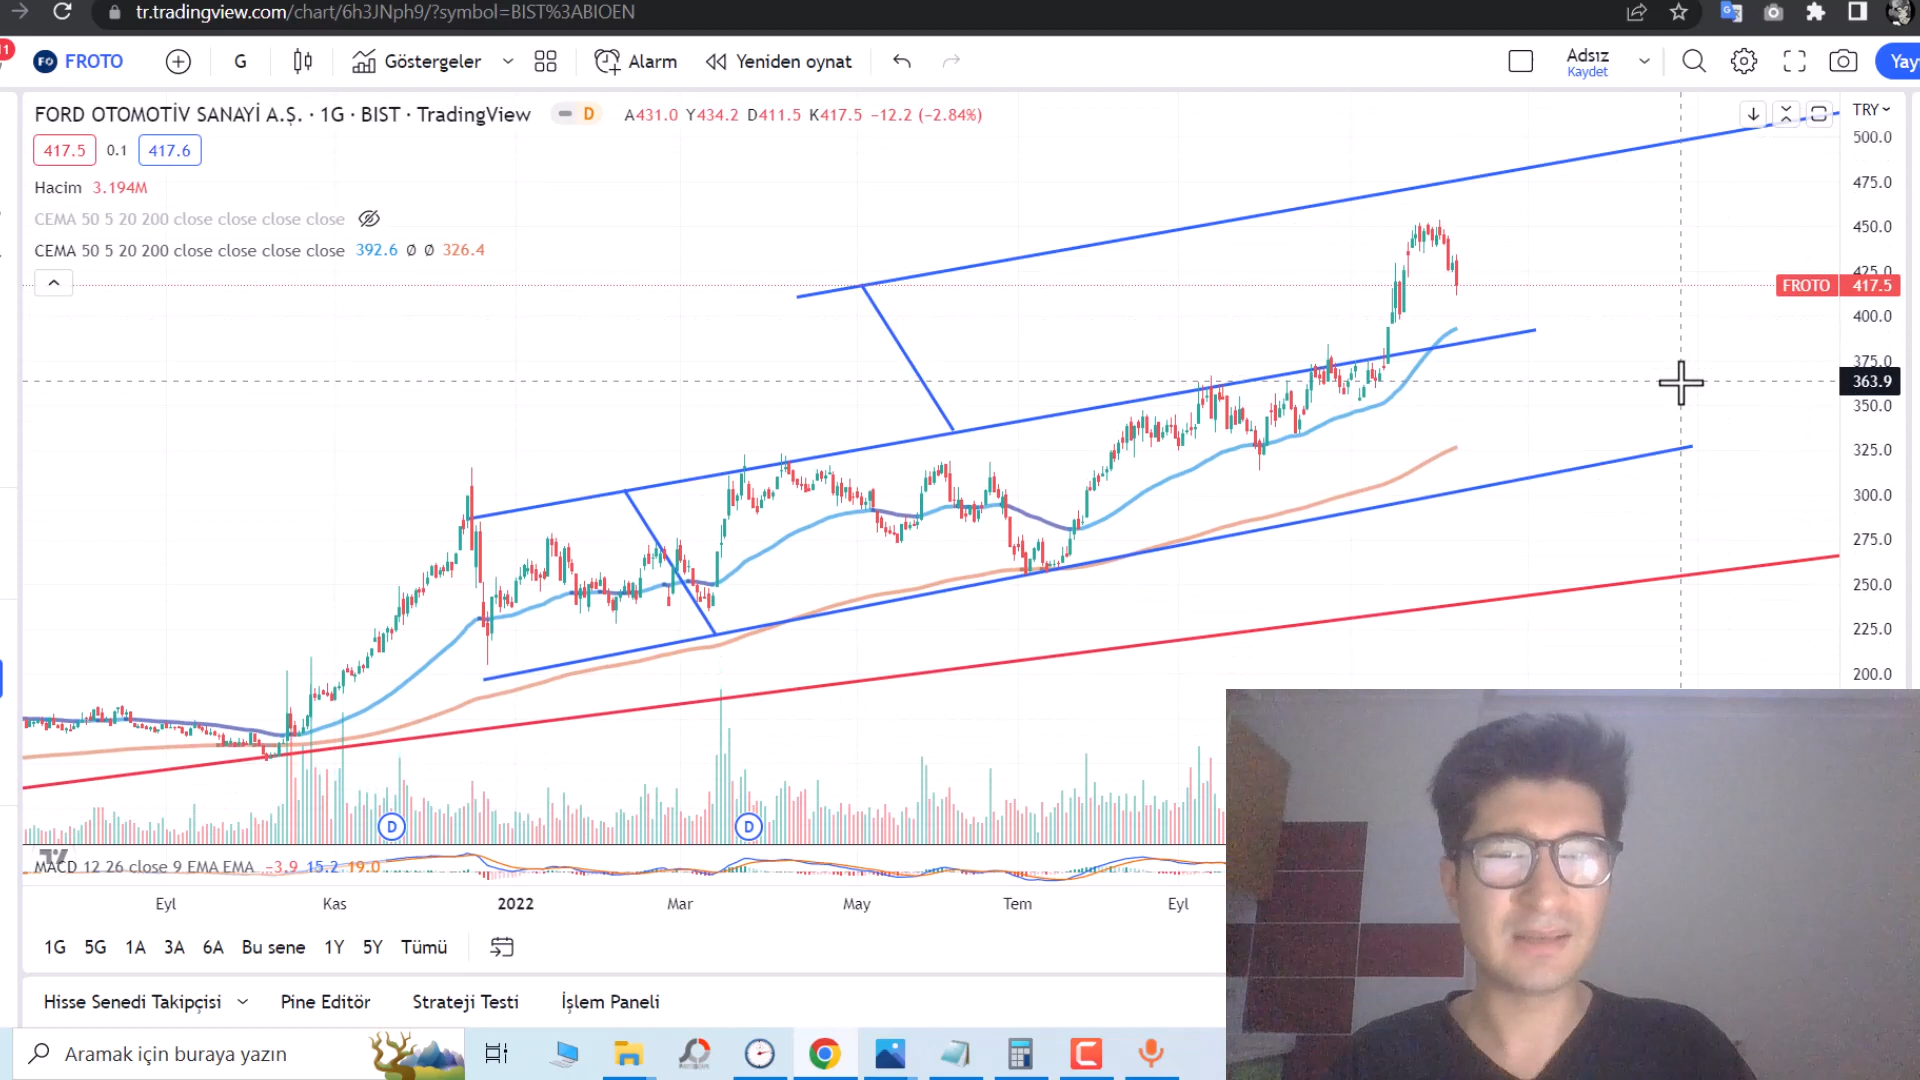 tr.tradingview.com/chart/6h3JNph9/?symbol=BIST%3ABIOEN
11
FO FROTO
G
Göstergeler
Alarm
Yeniden oynat
Adsız
Kaydet
Yay
FORD OTOMOTİV SANAYİ A.Ş. · 1G · BIST · TradingView
D
A431.0 Y434.2 D411.5 K417.5 −12.2 (−2.84%)
TRY
417.5 0.1 417.6
Hacim 3.194M
CEMA 50 5 20 200 close close close close
CEMA 50 5 20 200 close close close close 392.6 Ø Ø 326.4
500.0
475.0
450.0
425.0
FROTO 417.5
400.0
375.0
363.9
350.0
325.0
300.0
275.0
250.0
225.0
200.0
D
D
MACD 12 26 close 9 EMA EMA −3.9 15.2 19.0
Eyl Kas 2022 Mar May Tem Eyl
1G 5G 1A 3A 6A Bu sene 1Y 5Y Tümü
Hisse Senedi Takipçisi Pine Editör Strateji Testi İşlem Paneli
Aramak için buraya yazın